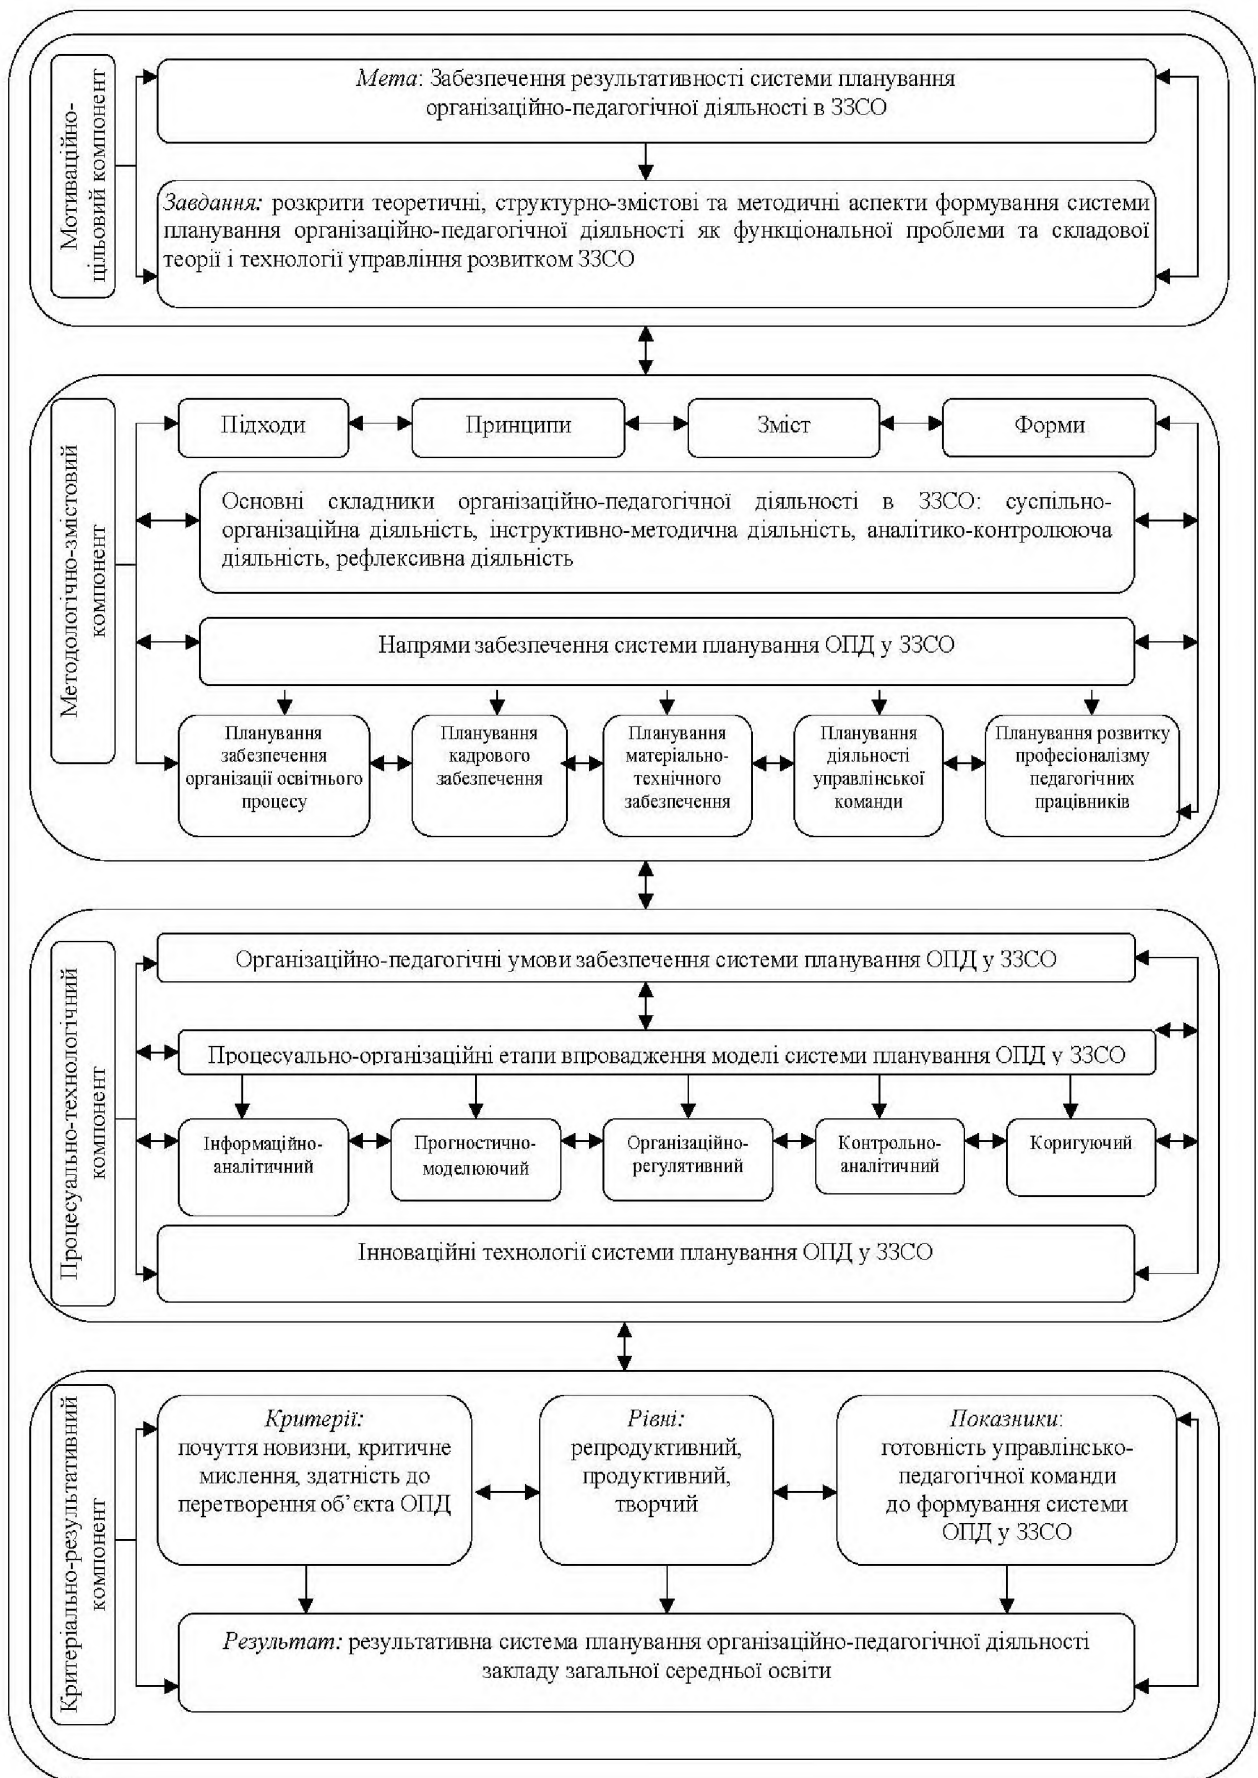 Мотиваційно-
цільовий компонент
Мета: Забезпечення результативності системи планування
організаційно-педагогічної діяльності в ЗЗСО
Завдання: розкрити теоретичні, структурно-змістові та методичні аспекти формування системи
планування організаційно-педагогічної діяльності як функціональної проблеми та складової
теорії і технології управління розвитком ЗЗСО
Методологічно-змістовий
компонент
Підходи
Принципи
Зміст
Форми
Основні складники організаційно-педагогічної діяльності в ЗЗСО: суспільно-
організаційна діяльність, інструктивно-методична діяльність, аналітико-контролююча
діяльність, рефлексивна діяльність
Напрями забезпечення системи планування ОПД у ЗЗСО
Планування
забезпечення
організації освітнього
процесу
Планування
кадрового
забезпечення
Планування
матеріально-
технічного
забезпечення
Планування
діяльності
управлінської
команди
Планування розвитку
професіоналізму
педагогічних
працівників
Процесуально-технологічний
компонент
Організаційно-педагогічні умови забезпечення системи планування ОПД у ЗЗСО
Процесуально-організаційні етапи впровадження моделі системи планування ОПД у ЗЗСО
Інформаційно-
аналітичний
Прогностично-
моделюючий
Організаційно-
регулятивний
Контрольно-
аналітичний
Коригуючий
Інноваційні технології системи планування ОПД у ЗЗСО
Критеріально-результативний
компонент
Критерії:
почуття новизни, критичне
мислення, здатність до
перетворення об’єкта ОПД
Рівні:
репродуктивний,
продуктивний,
творчий
Показники:
готовність управлінсько-
педагогічної команди
до формування системи
ОПД у ЗЗСО
Результат: результативна система планування організаційно-педагогічної діяльності
закладу загальної середньої освіти